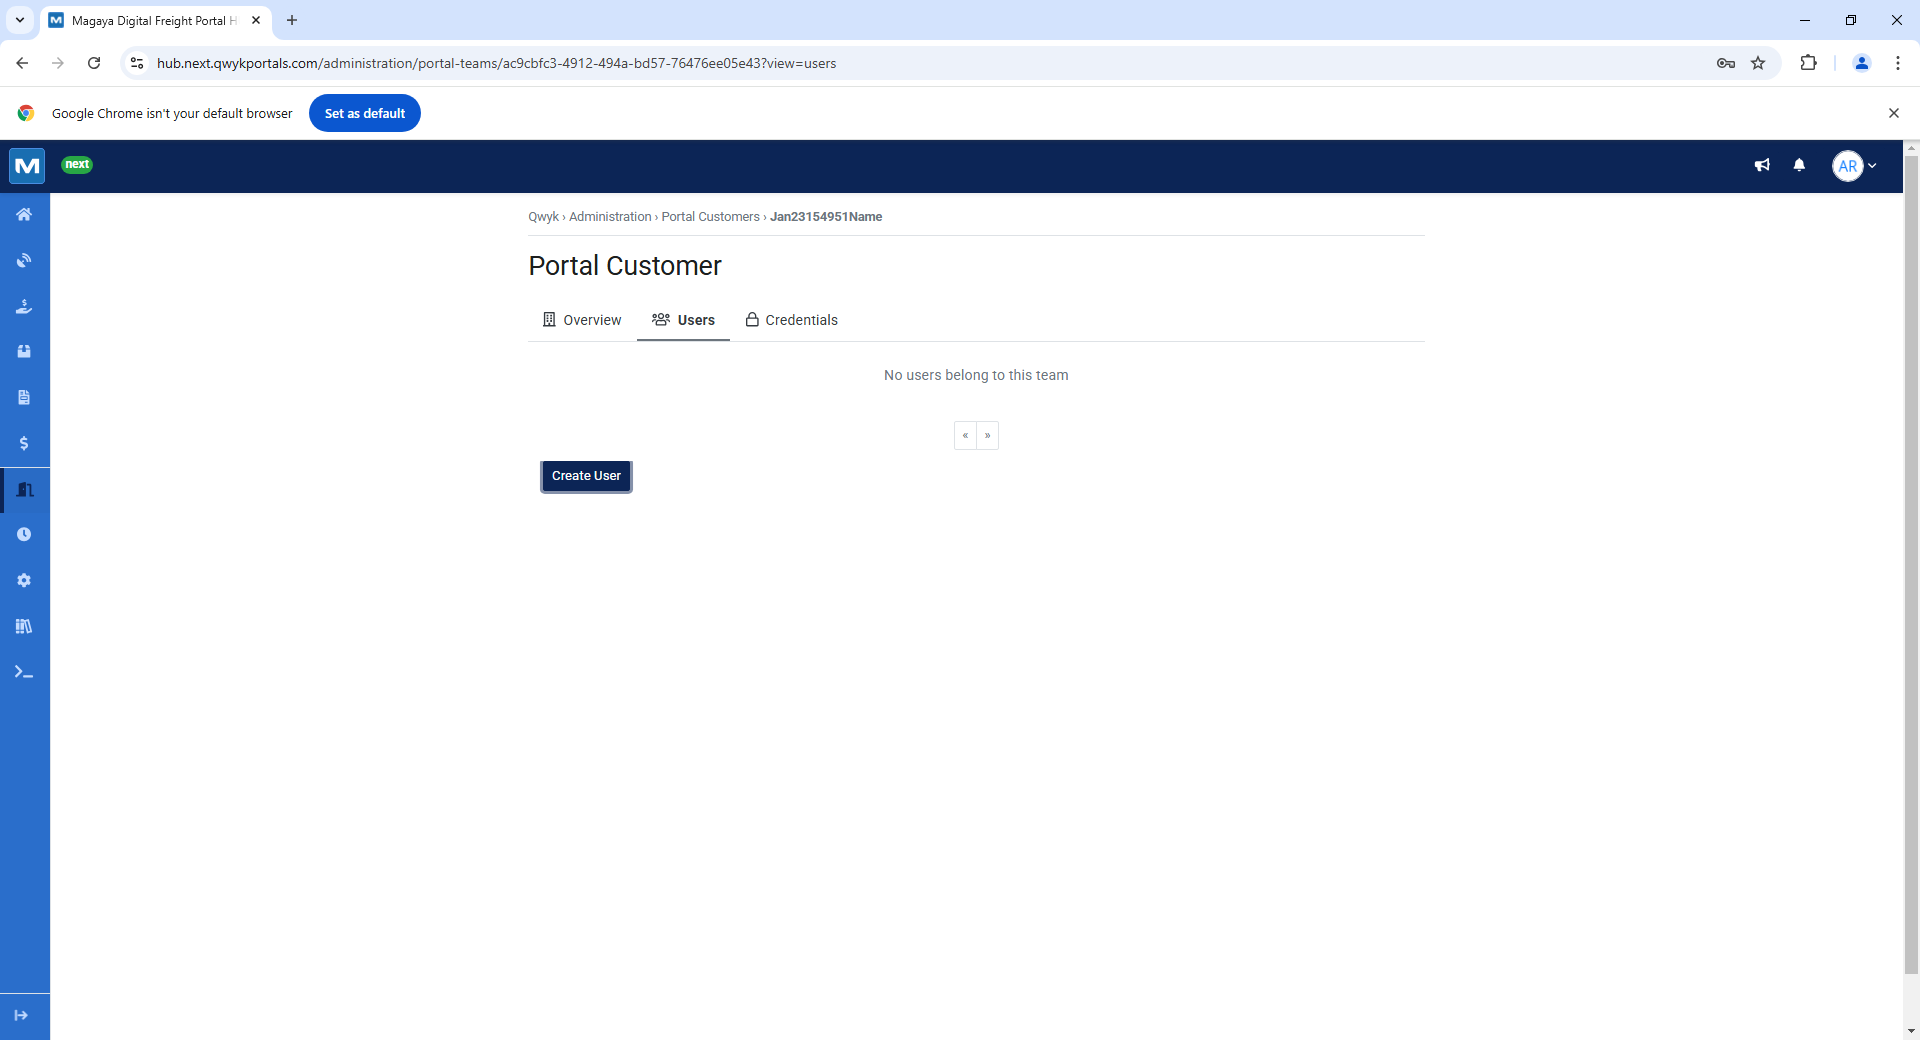 Magaya Digital Freight Portal H
hub.next.qwykportals.com/administration/portal-teams/ac9cbfc3-4912-494a-bd57-76476ee05e43?view=users
Google Chrome isn't your default browser
Set as default
M
next
AR
Qwyk › Administration › Portal Customers › Jan23154951Name
Portal Customer
Overview
Users
Credentials
No users belong to this team
« »
Create User